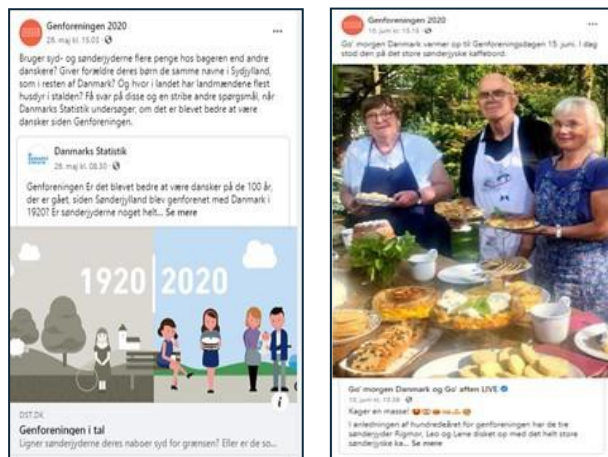 Genforeningen 2020
28. maj kl. 15.03
Bruger syd- og sønderjyderne flere penge hos bageren end andre
danskere? Giver forældre deres børn de samme navne i Sydjylland,
som i resten af Danmark? Og hvor i landet har landmændene flest
husdyr i stalden? Få svar på disse og en stribe andre spørgsmål, når
Danmarks Statistik undersøger, om det er blevet bedre at være
dansker siden Genforeningen.
Danmarks Statistik
28. maj kl. 08.30
Genforeningen Er det blevet bedre at være dansker på de 100 år,
der er gået, siden Sønderjylland blev genforenet med Danmark i
1920? Er sønderjyderne noget helt... Se mere
1920 2020
DST.DK
Genforeningen i tal
Ligner sønderjyderne deres naboer syd for grænsen? Eller er de so...
Genforeningen 2020
Go' morgen Danmark varmer op til Genforeningsdagen 15. juni. I dag
stod den på det store sønderjyske kaffebord.
Go' morgen Danmark og Go' aften LIVE
Kager en masse!
I anledningen af hundredeåret for genforeningen har de tre
sønderjyder Rigmor, Leo og Lene disket op med det helt store
sønderjyske ka... Se mere